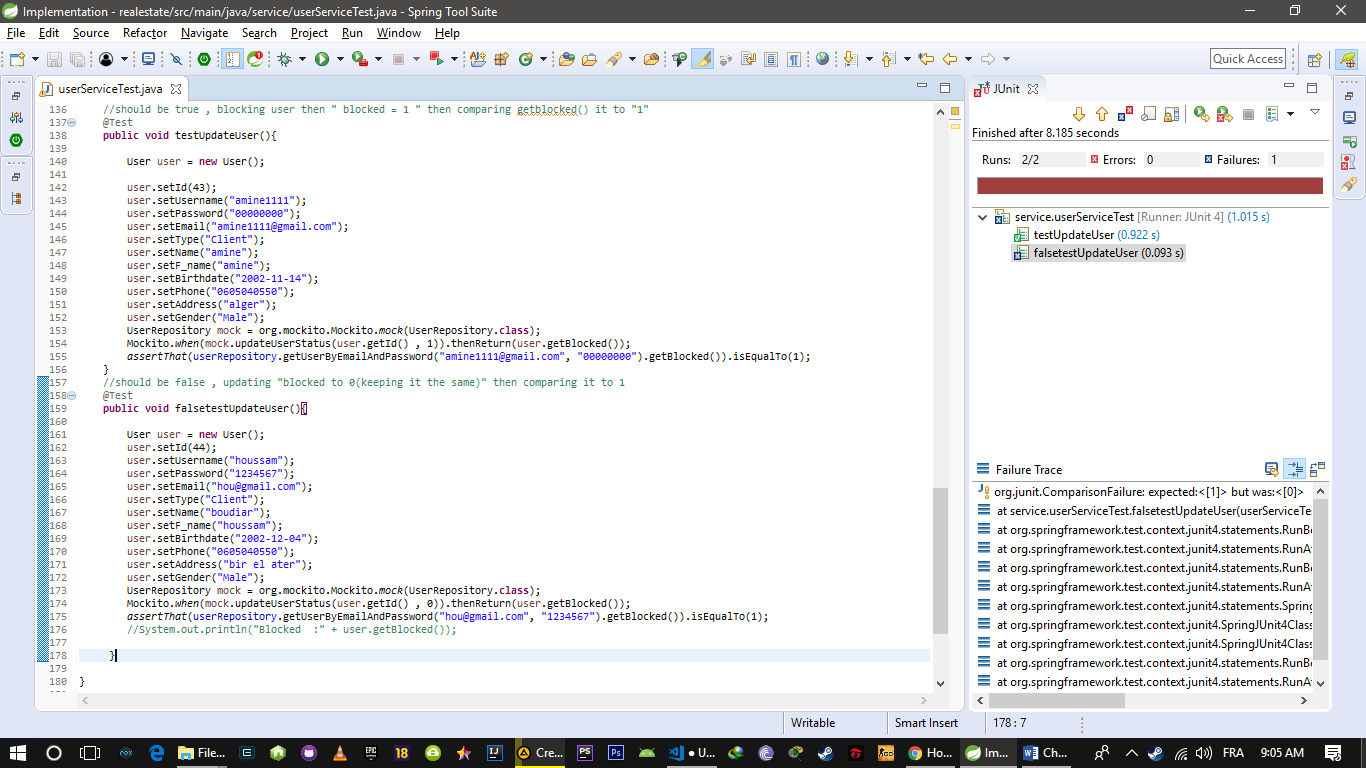 Implementation - realestate/src/main/java/service/userServiceTest.java - Spring Tool Suite
File Edit Source Refactor Navigate Search Project Run Window Help
Quick Access
userServiceTest.java
136 //should be true , blocking user then " blocked = 1 " then comparing getblocked() it to "1"
137 @Test
138 public void testUpdateUser(){
139
140 User user = new User();
141
142 user.setId(43);
143 user.setUsername("amine1111");
144 user.setPassword("00000000");
145 user.setEmail("amine1111@gmail.com");
146 user.setType("Client");
147 user.setName("amine");
148 user.setF_name("amine");
149 user.setBirthdate("2002-11-14");
150 user.setPhone("0605040550");
151 user.setAddress("alger");
152 user.setGender("Male");
153 UserRepository mock = org.mockito.Mockito.mock(UserRepository.class);
154 Mockito.when(mock.updateUserStatus(user.getId() , 1)).thenReturn(user.getBlocked());
155 assertThat(userRepository.getUserByEmailAndPassword("amine1111@gmail.com", "00000000").getBlocked()).isEqualTo(1);
156 }
157 //should be false , updating "blocked to 0(keeping it the same)" then comparing it to 1
158 @Test
159 public void falsetestUpdateUser(){
160
161 User user = new User();
162 user.setId(44);
163 user.setUsername("houssam");
164 user.setPassword("1234567");
165 user.setEmail("hou@gmail.com");
166 user.setType("Client");
167 user.setName("boudiar");
168 user.setF_name("houssam");
169 user.setBirthdate("2002-12-04");
170 user.setPhone("0605040550");
171 user.setAddress("bir el ater");
172 user.setGender("Male");
173 UserRepository mock = org.mockito.Mockito.mock(UserRepository.class);
174 Mockito.when(mock.updateUserStatus(user.getId() , 0)).thenReturn(user.getBlocked());
175 assertThat(userRepository.getUserByEmailAndPassword("hou@gmail.com", "1234567").getBlocked()).isEqualTo(1);
176 //System.out.println("Blocked :" + user.getBlocked());
177
178 }
179
180 }
JUnit
Finished after 8.185 seconds
Runs: 2/2 Errors: 0 Failures: 1
service.userServiceTest [Runner: JUnit 4] (1.015 s)
testUpdateUser (0.922 s)
falsetestUpdateUser (0.093 s)
Failure Trace
org.junit.ComparisonFailure: expected:<[1]> but was:<[0]>
at service.userServiceTest.falsetestUpdateUser(userServiceTe
at org.springframework.test.context.junit4.statements.RunBe
at org.springframework.test.context.junit4.statements.RunA
at org.springframework.test.context.junit4.statements.RunBe
at org.springframework.test.context.junit4.statements.RunA
at org.springframework.test.context.junit4.statements.Spring
at org.springframework.test.context.junit4.SpringJUnit4Class
at org.springframework.test.context.junit4.SpringJUnit4Class
at org.springframework.test.context.junit4.statements.RunBe
at org.springframework.test.context.junit4.statements.RunA
Writable Smart Insert 178 : 7
File... Cre... U... Ho... Im... Ch... FRA 9:05 AM